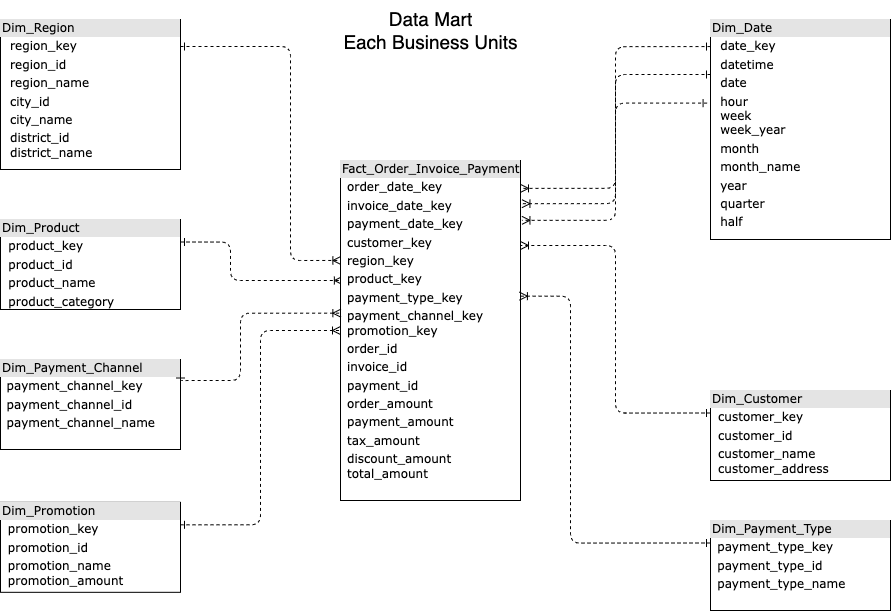 Data Mart
Each Business Units
Dim_Region
region_key
region_id
region_name
city_id
city_name
district_id
district_name
Dim_Product
product_key
product_id
product_name
product_category
Dim_Payment_Channel
payment_channel_key
payment_channel_id
payment_channel_name
Dim_Promotion
promotion_key
promotion_id
promotion_name
promotion_amount
Fact_Order_Invoice_Payment
order_date_key
invoice_date_key
payment_date_key
customer_key
region_key
product_key
payment_type_key
payment_channel_key
promotion_key
order_id
invoice_id
payment_id
order_amount
payment_amount
tax_amount
discount_amount
total_amount
Dim_Date
date_key
datetime
date
hour
week
week_year
month
month_name
year
quarter
half
Dim_Customer
customer_key
customer_id
customer_name
customer_address
Dim_Payment_Type
payment_type_key
payment_type_id
payment_type_name